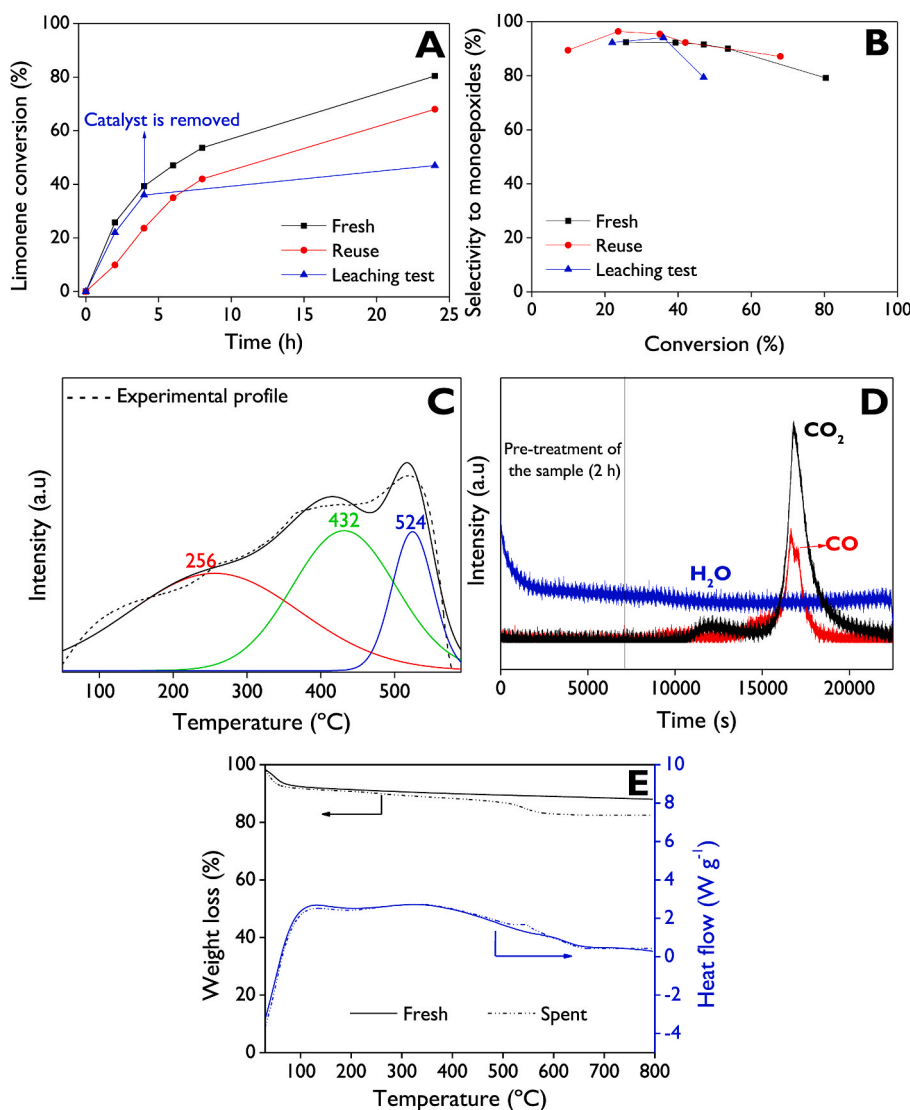 100
80
60
40
20
0
Limonene conversion (%)
A
Catalyst is removed
Fresh
Reuse
Leaching test
0 5 10 15 20 25
Time (h)
100
80
60
40
20
0
Selectivity to monoepoxides (%)
B
Fresh
Reuse
Leaching test
0 20 40 60 80 100
Conversion (%)
Experimental profile
C
256
432
524
Intensity (a.u)
100 200 300 400 500
Temperature (ºC)
D
Pre-treatment of
the sample (2 h)
CO2
CO
H2O
Intensity (a.u)
0 5000 10000 15000 20000
Time (s)
E
100
80
60
40
20
0
Weight loss (%)
10
8
6
4
2
0
-2
-4
Heat flow (W g-1)
Fresh
Spent
100 200 300 400 500 600 700 800
Temperature (ºC)